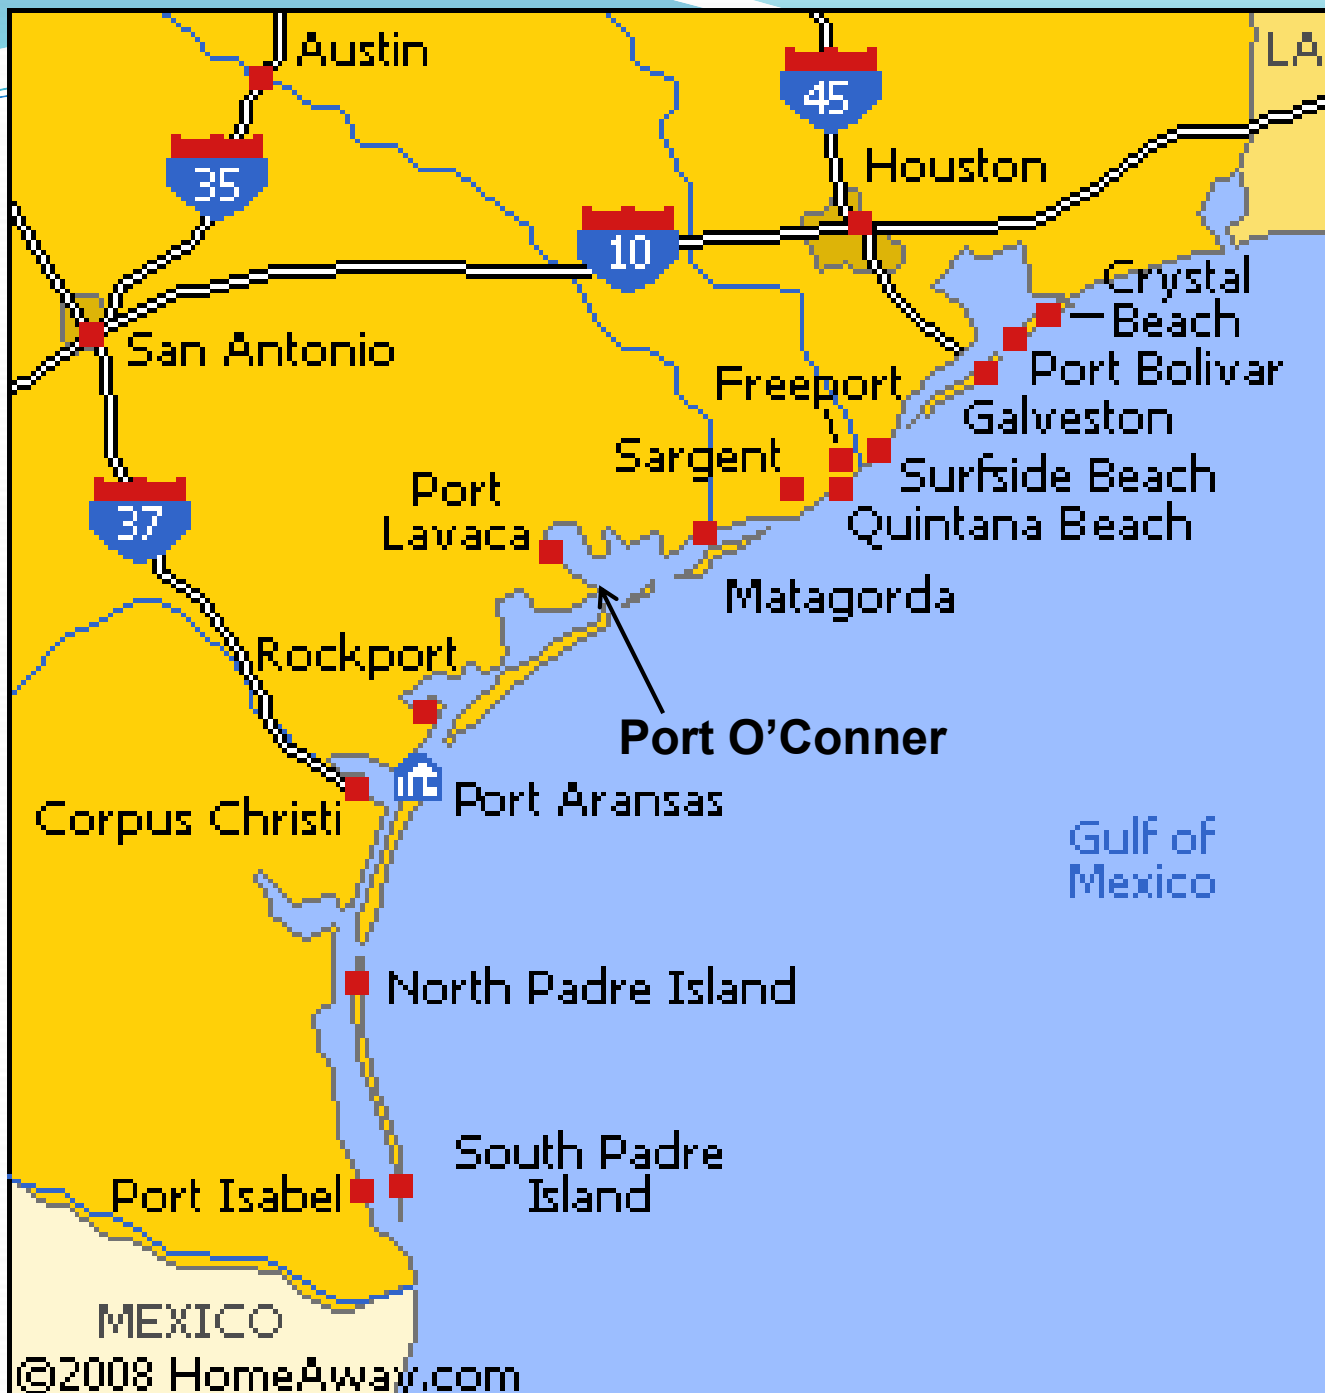 Austin
LA
45
35
Houston
10
Crystal
Beach
San Antonio
Port Bolivar
Freeport
Galveston
Sargent
Surfside Beach
Port
Lavaca
37
Quintana Beach
Matagorda
Rockport
Port O’Conner
Port Aransas
Corpus Christi
Gulf of
Mexico
North Padre Island
South Padre
Island
Port Isabel
MEXICO
©2008 HomeAway.com